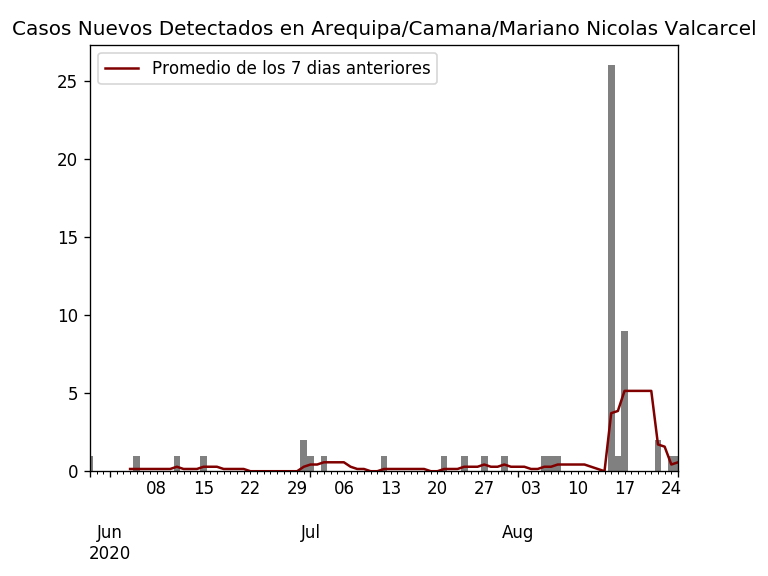 Casos Nuevos Detectados en Arequipa/Camana/Mariano Nicolas Valcarcel
Promedio de los 7 dias anteriores
25
20
15
10
5
0
08 15 22 29 06 13 20 27 03 10 17 24
Jun Jul Aug
2020